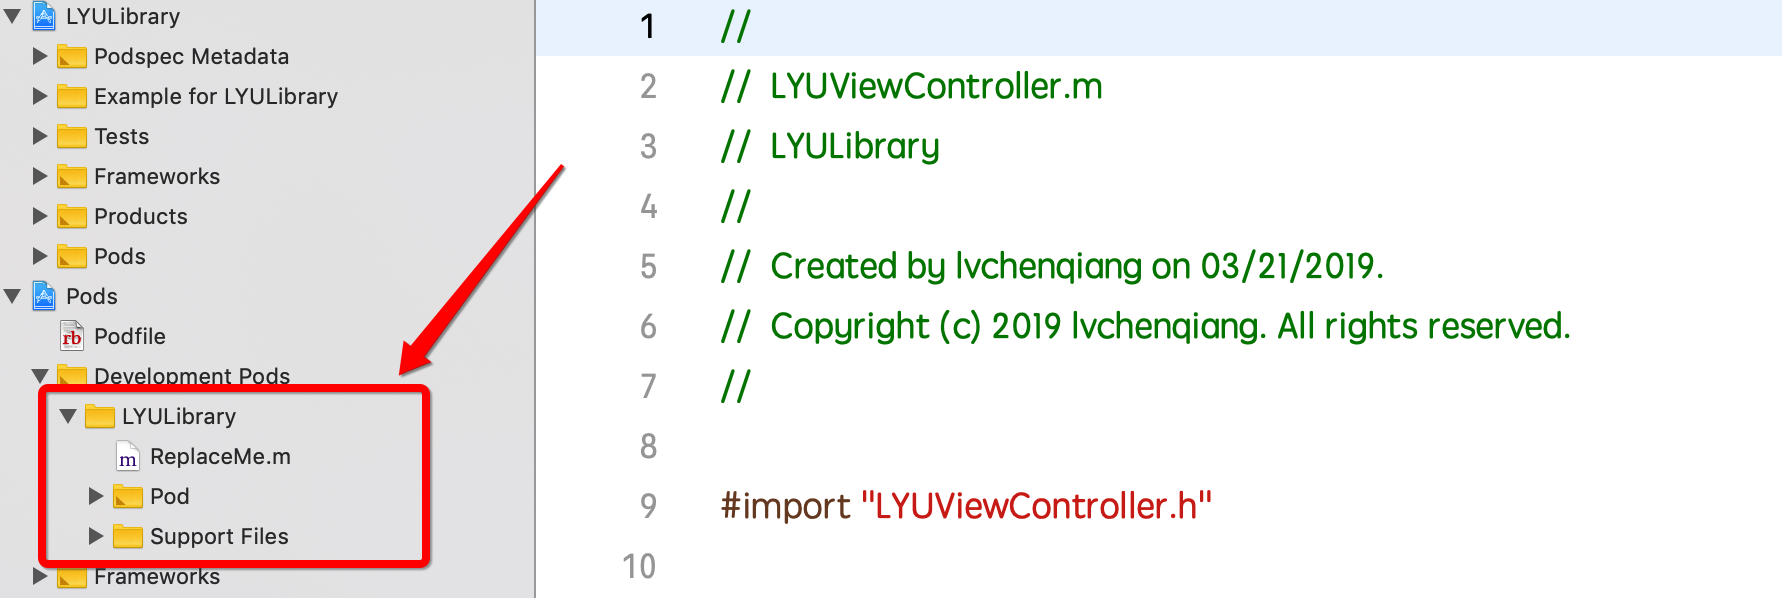 LYULibrary
Podspec Metadata
Example for LYULibrary
Tests
Frameworks
Products
Pods
Pods
rb Podfile
Development Pods
LYULibrary
m ReplaceMe.m
Pod
Support Files
Frameworks
1 //
2 // LYUViewController.m
3 // LYULibrary
4 //
5 // Created by lvchenqiang on 03/21/2019.
6 // Copyright (c) 2019 lvchenqiang. All rights reserved.
7 //
8
9 #import "LYUViewController.h"
10